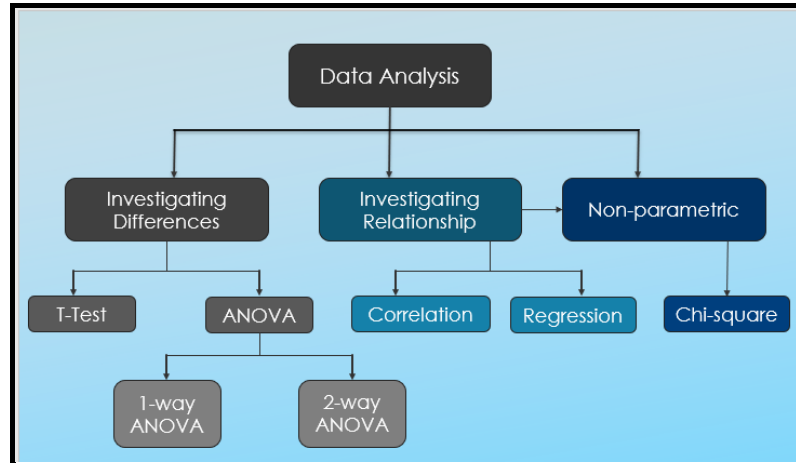 Data Analysis
Investigating
Differences
Investigating
Relationship
Non-parametric
T-Test
ANOVA
Correlation
Regression
Chi-square
1-way
ANOVA
2-way
ANOVA